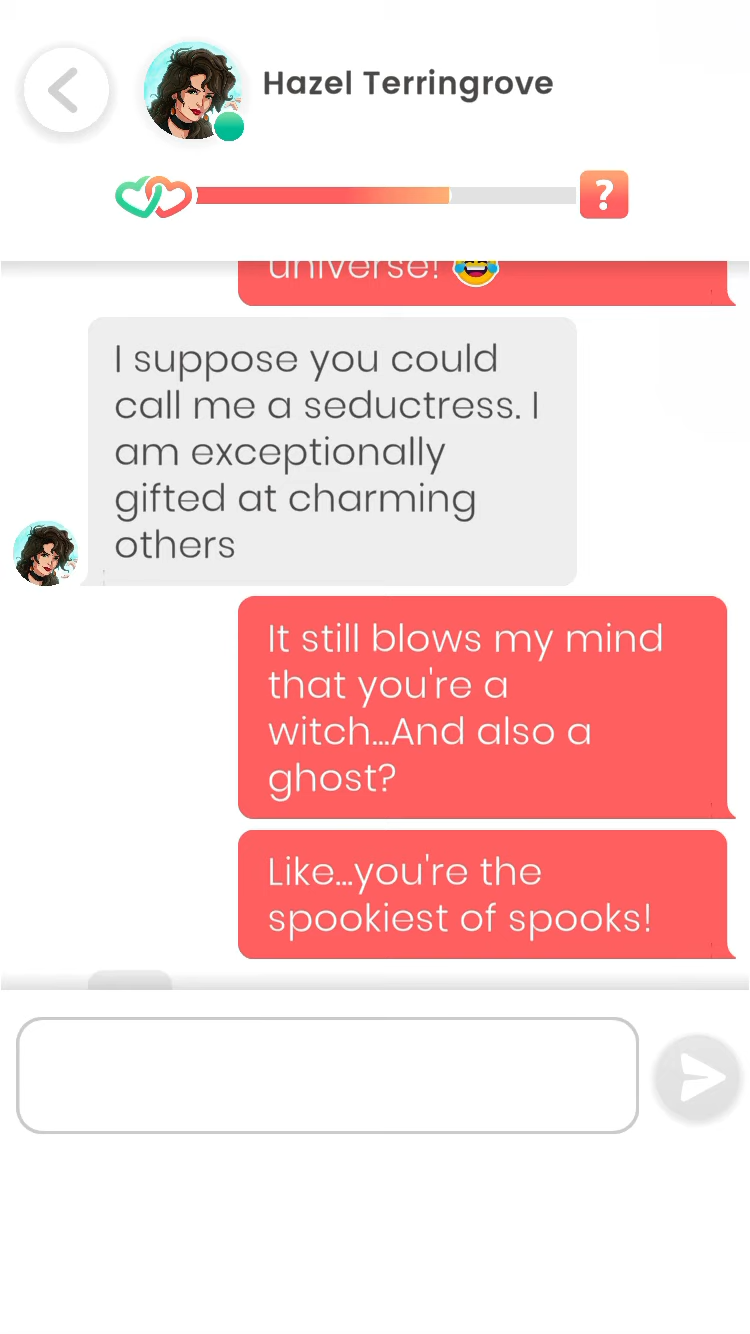 Hazel Terringrove
?
universe! 😂
I suppose you could
call me a seductress. I
am exceptionally
gifted at charming
others
It still blows my mind
that you're a
witch...And also a
ghost?
Like...you're the
spookiest of spooks!